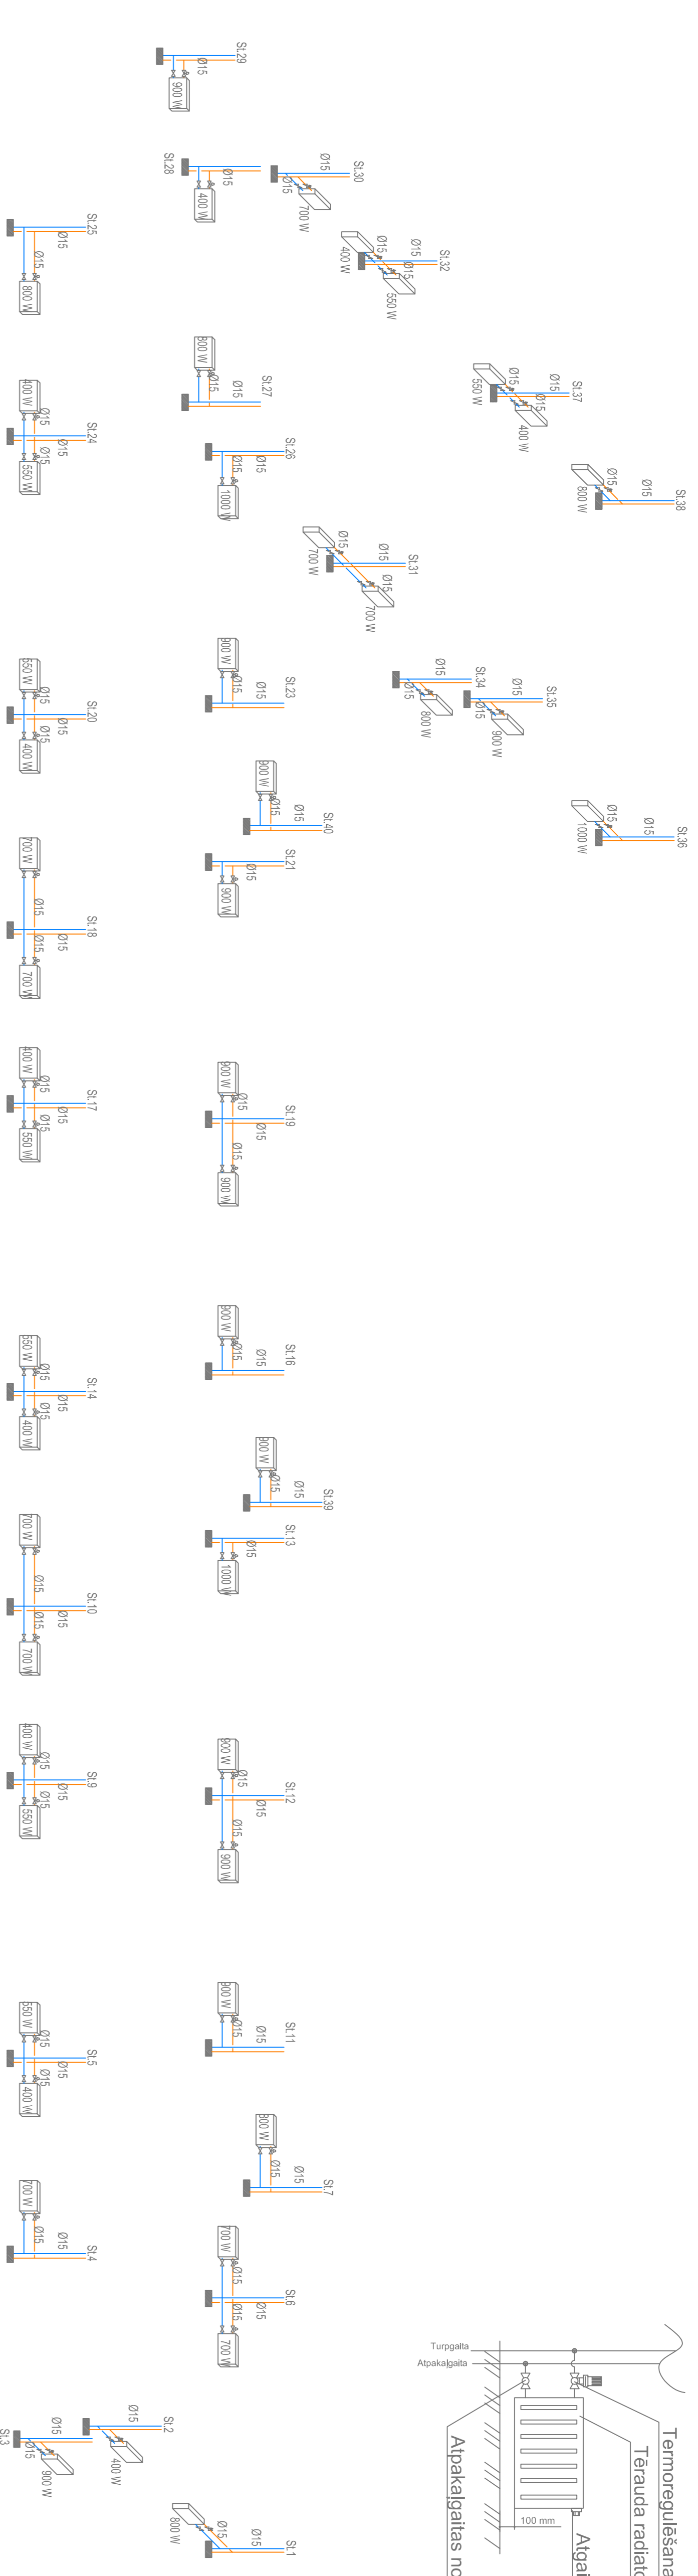 St.29
Ø15
900 W
St.30
Ø15
Ø15
700 W
St.28
Ø15
400 W
St.32
Ø15
Ø15
Ø15
400 W
550 W
St.25
Ø15
Ø15
800 W
St.27
Ø15
Ø15
800 W
St.37
Ø15
Ø15
Ø15
550 W
400 W
St.24
Ø15
Ø15
Ø15
400 W
550 W
St.26
Ø15
Ø15
1000 W
St.38
Ø15
Ø15
800 W
St.31
Ø15
Ø15
Ø15
700 W
700 W
St.23
Ø15
Ø15
900 W
St.34
Ø15
Ø15
800 W
St.35
Ø15
Ø15
900 W
St.20
Ø15
Ø15
Ø15
550 W
400 W
St.40
Ø15
Ø15
900 W
St.21
Ø15
900 W
St.36
Ø15
Ø15
1000 W
St.18
Ø15
Ø15
Ø15
700 W
700 W
St.17
Ø15
Ø15
Ø15
400 W
550 W
St.19
Ø15
Ø15
Ø15
900 W
900 W
St.16
Ø15
Ø15
900 W
St.14
Ø15
Ø15
Ø15
550 W
400 W
St.39
Ø15
Ø15
900 W
St.13
Ø15
1000 W
St.10
Ø15
Ø15
Ø15
700 W
700 W
St.9
Ø15
Ø15
Ø15
400 W
550 W
St.12
Ø15
Ø15
Ø15
900 W
900 W
St.11
Ø15
Ø15
900 W
St.5
Ø15
Ø15
Ø15
550 W
400 W
St.7
Ø15
Ø15
800 W
St.4
Ø15
Ø15
700 W
St.6
Ø15
Ø15
Ø15
700 W
700 W
St.2
Ø15
400 W
St.3
Ø15
Ø15
900 W
St.1
Ø15
Ø15
800 W
Turpgaita
Atpakaļgaita
100 mm
Termoregulēšana
Tērauda radiato
Atgai
Atpakaļgaitas no